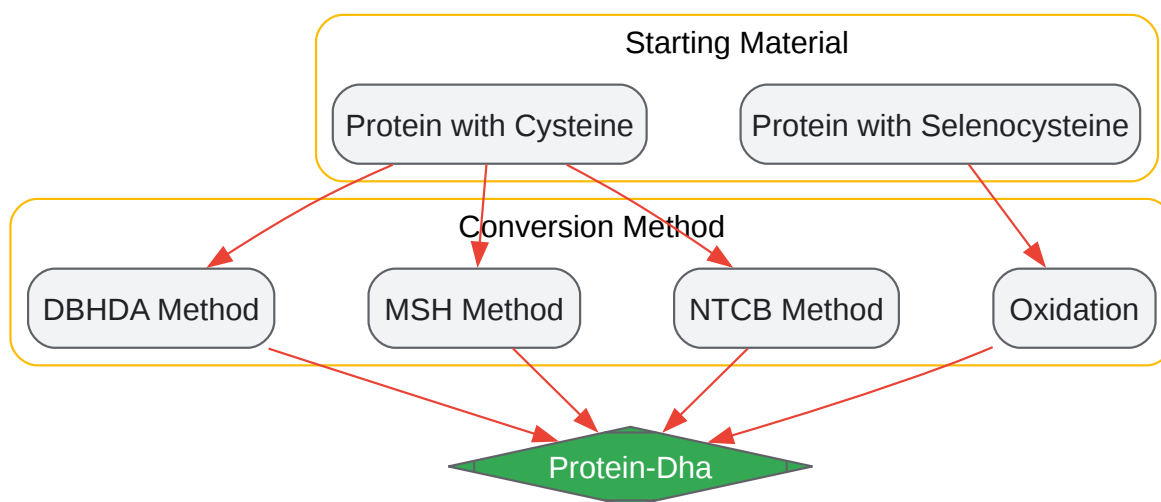 Starting Material
Protein with Cysteine
Protein with Selenocysteine
Conversion Method
DBHDA Method
MSH Method
NTCB Method
Oxidation
Protein-Dha